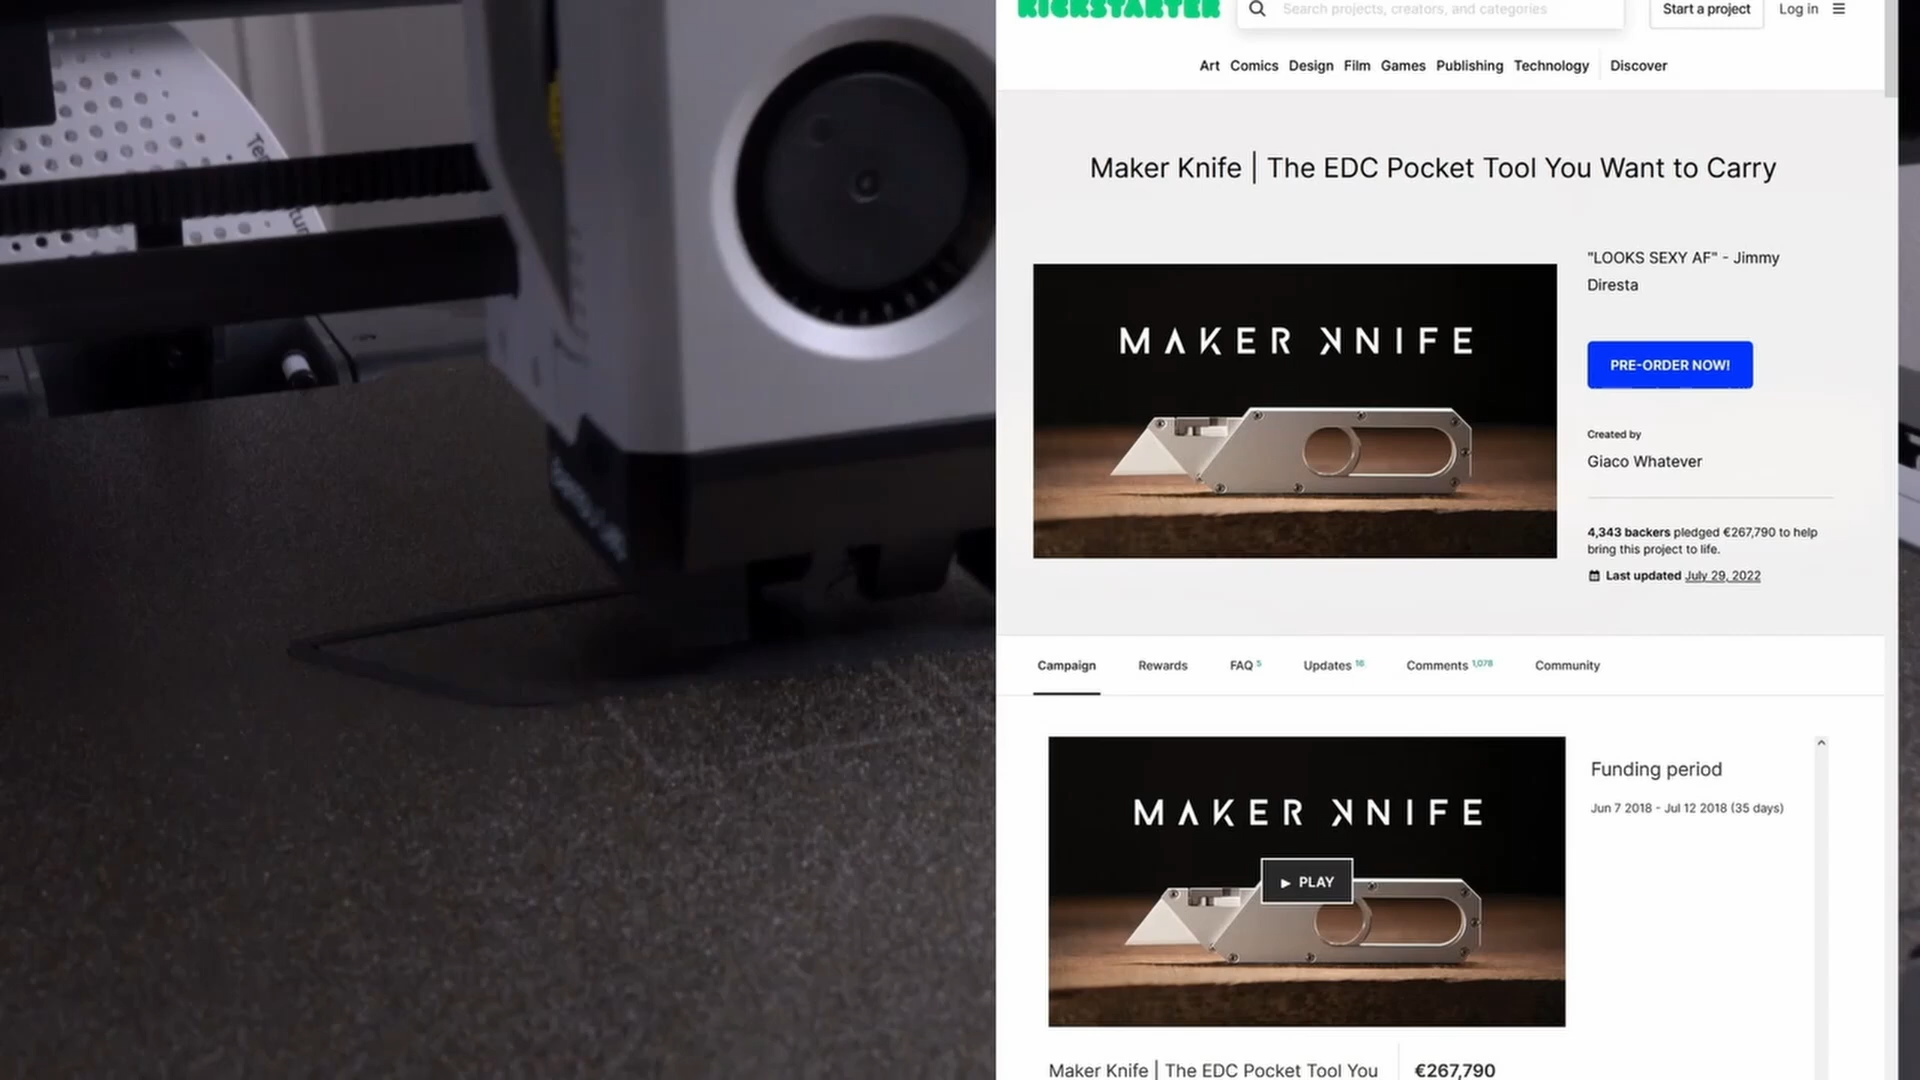 KICKSTARTER
Search projects, creators, and categories
Start a project
Log in
Art Comics Design Film Games Publishing Technology Discover
Maker Knife | The EDC Pocket Tool You Want to Carry
"LOOKS SEXY AF" - Jimmy
Diresta
MAKER KNIFE
PRE-ORDER NOW!
Created by
Giaco Whatever
4,343 backers pledged €267,790 to help
bring this project to life.
Last updated July 29, 2022
Campaign Rewards FAQ 5 Updates 16 Comments 1,078 Community
MAKER KNIFE
PLAY
Funding period
Jun 7 2018 - Jul 12 2018 (35 days)
Maker Knife | The EDC Pocket Tool You
€267,790